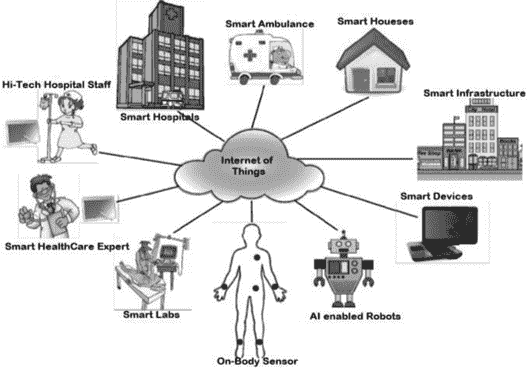 Smart Ambulance
Smart Houeses
Hi-Tech Hospital Staff
Smart Hospitals
Smart Infrastructure
Internet of
Things
Smart Devices
Smart HealthCare Expert
Smart Labs
AI enabled Robots
On-Body Sensor